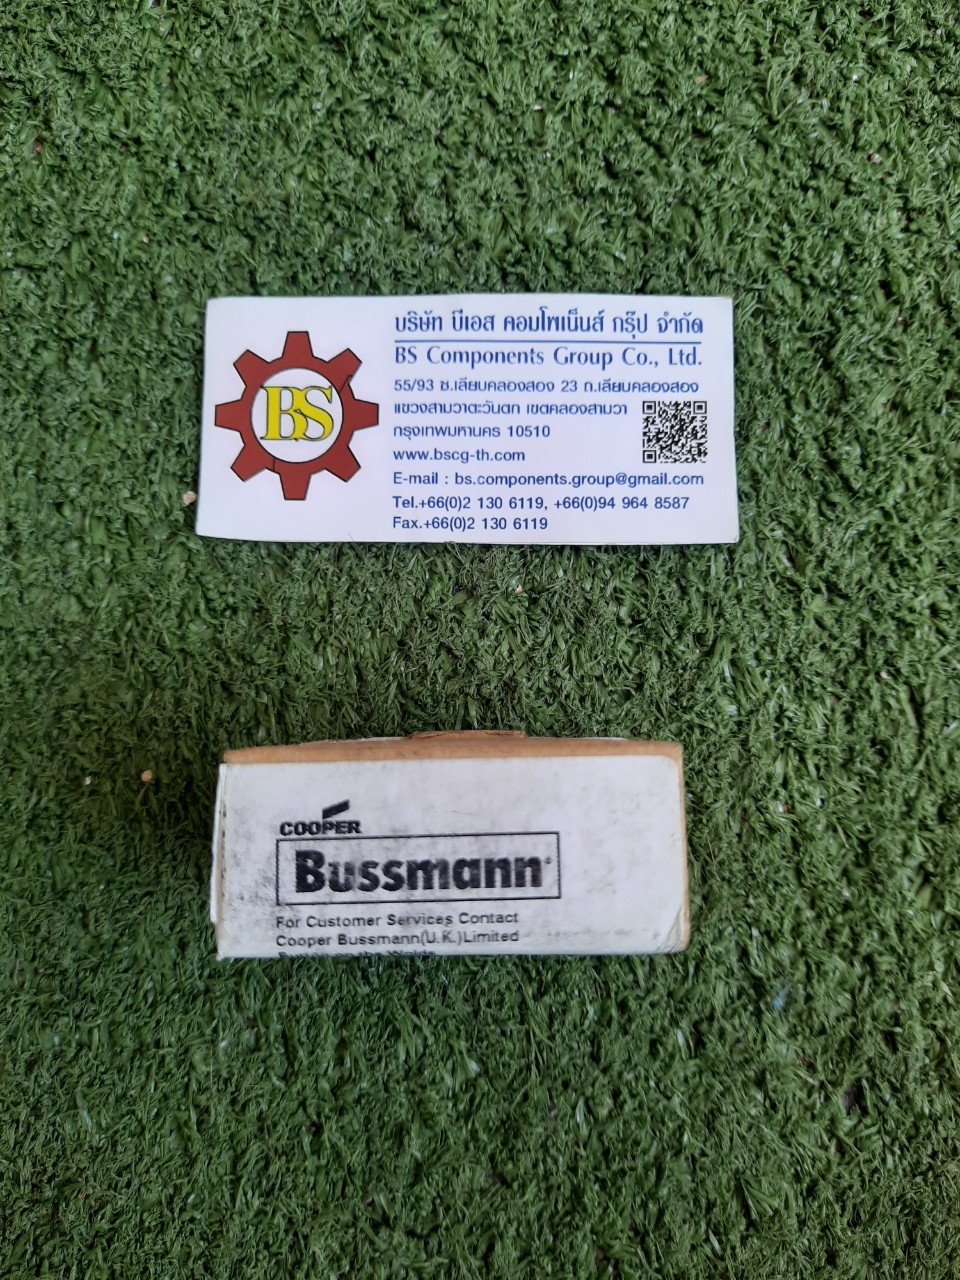 BS
บริษัท บีเอส คอมโพเน็นส์ กรุ๊ป จำกัด
BS Components Group Co., Ltd.
55/93 ซ.เลียบคลองสอง 23 ถ.เลียบคลองสอง
แขวงสามวาตะวันตก เขตคลองสามวา
กรุงเทพมหานคร 10510
www.bscg-th.com
E-mail : bs.components.group@gmail.com
Tel.+66(0)2 130 6119, +66(0)94 964 8587
Fax.+66(0)2 130 6119
COOPER
Bussmann
For Customer Services Contact
Cooper Bussmann(U.K.)Limited